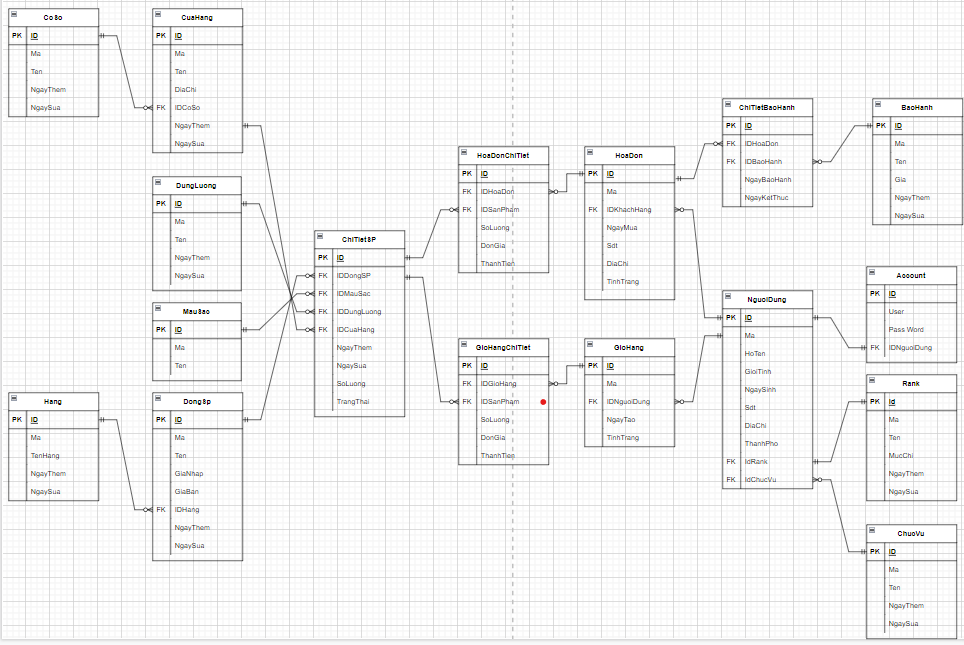 CoSo
PK ID
Ma
Ten
NgayThem
NgaySua
CuaHang
PK ID
Ma
Ten
DiaChi
FK IDCoSo
NgayThem
NgaySua
DungLuong
PK ID
Ma
Ten
NgayThem
NgaySua
MauSac
PK ID
Ma
Ten
Hang
PK ID
Ma
TenHang
NgayThem
NgaySua
DongSp
PK ID
Ma
Ten
GiaNhap
GiaBan
FK IDHang
NgayThem
NgaySua
ChiTietSP
PK ID
FK IDDongSP
FK IDMauSac
FK IDDungLuong
FK IDCuaHang
NgayThem
NgaySua
SoLuong
TrangThai
HoaDonChiTiet
PK ID
FK IDHoaDon
FK IDSanPham
SoLuong
DonGia
ThanhTien
GioHangChiTiet
PK ID
FK IDGioHang
FK IDSanPham
SoLuong
DonGia
ThanhTien
HoaDon
PK ID
Ma
FK IDKhachHang
NgayMua
Sdt
DiaChi
TinhTrang
GioHang
PK ID
Ma
FK IDNguoiDung
NgayTao
TinhTrang
ChiTietBaoHanh
PK ID
FK IDHoaDon
FK IDBaoHanh
NgayBaoHanh
NgayKetThuc
NguoiDung
PK ID
Ma
HoTen
GioiTinh
NgaySinh
Sdt
DiaChi
ThanhPho
FK IdRank
FK IdChucVu
BaoHanh
PK ID
Ma
Ten
Gia
NgayThem
NgaySua
Account
PK ID
User
Pass Word
FK IDNguoiDung
Rank
PK Id
Ma
Ten
MucChi
NgayThem
NgaySua
ChucVu
PK ID
Ma
Ten
NgayThem
NgaySua